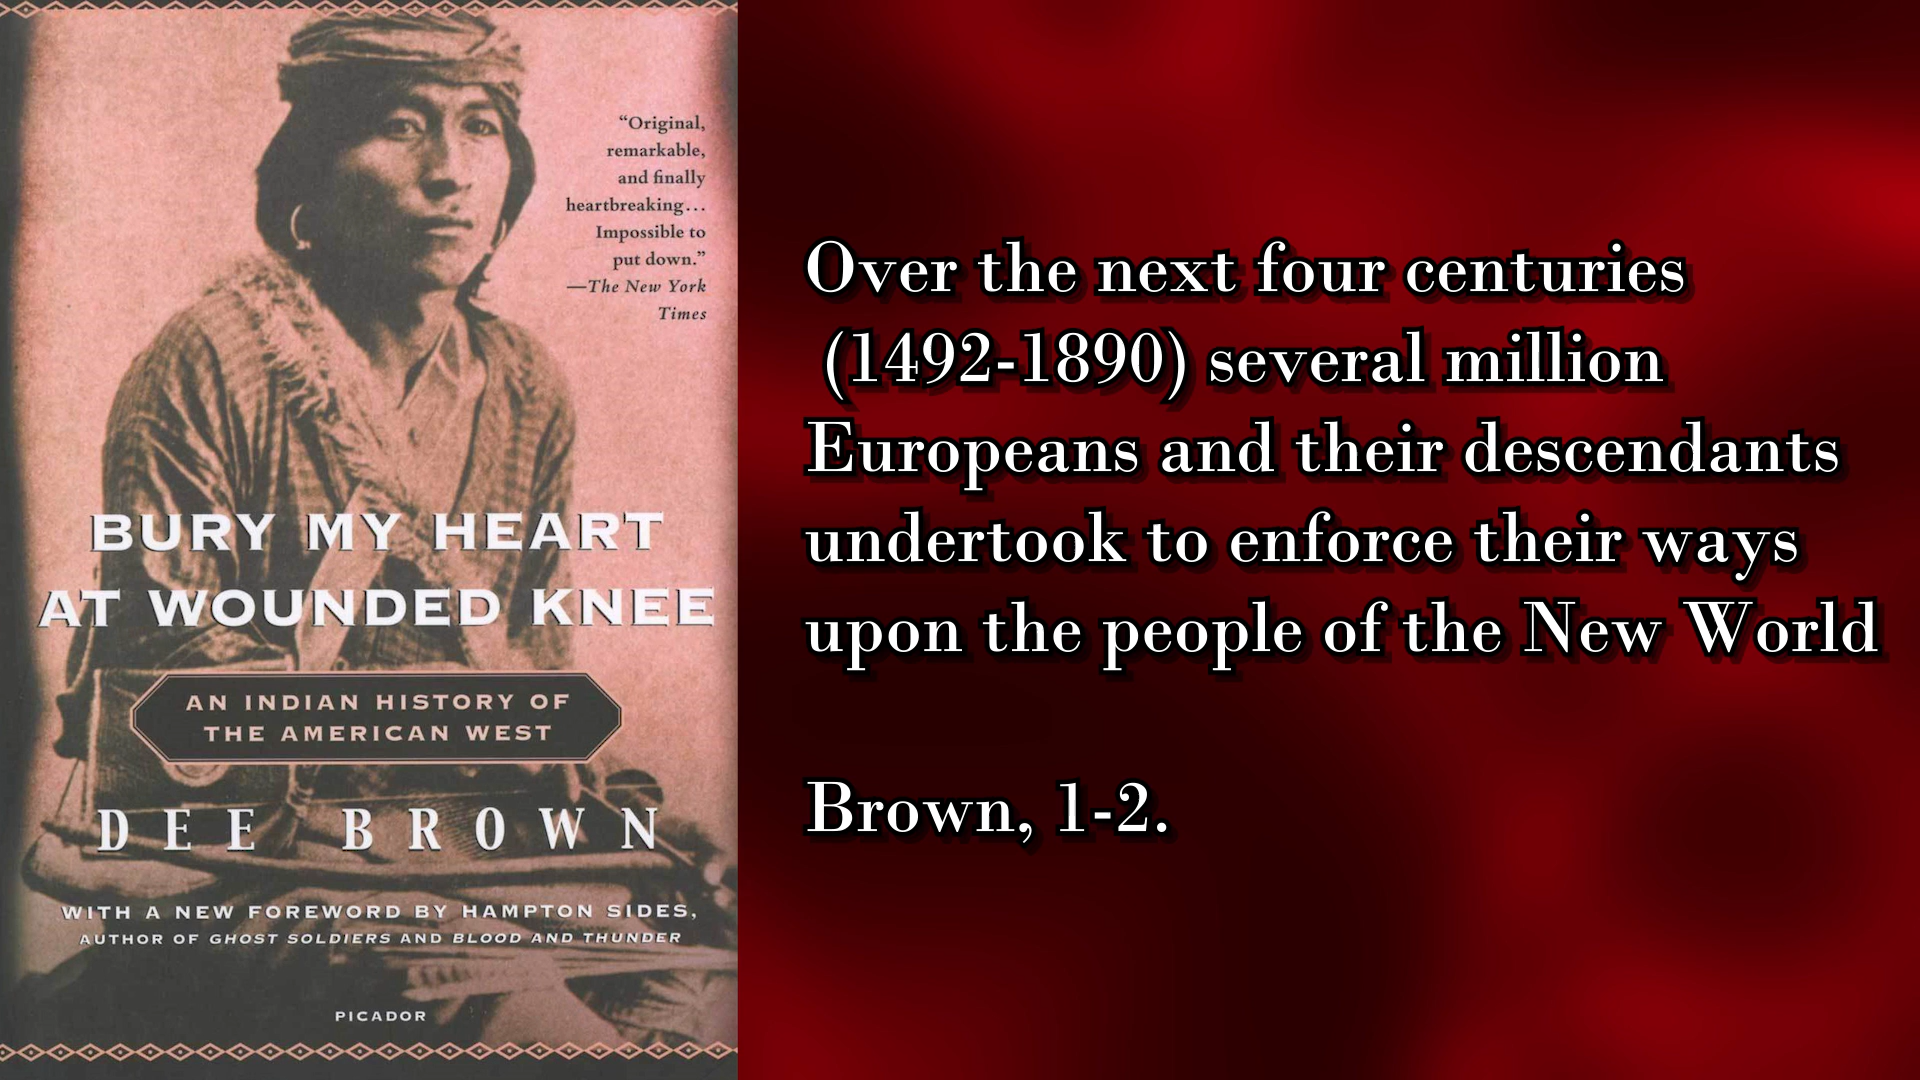 “Original,
remarkable,
and finally
heartbreaking…
Impossible to
put down.”
—The New York
Times
BURY MY HEART
AT WOUNDED KNEE
AN INDIAN HISTORY OF
THE AMERICAN WEST
DEE BROWN
WITH A NEW FOREWORD BY HAMPTON SIDES,
AUTHOR OF GHOST SOLDIERS AND BLOOD AND THUNDER
PICADOR
Over the next four centuries
(1492-1890) several million
Europeans and their descendants
undertook to enforce their ways
upon the people of the New World
Brown, 1-2.